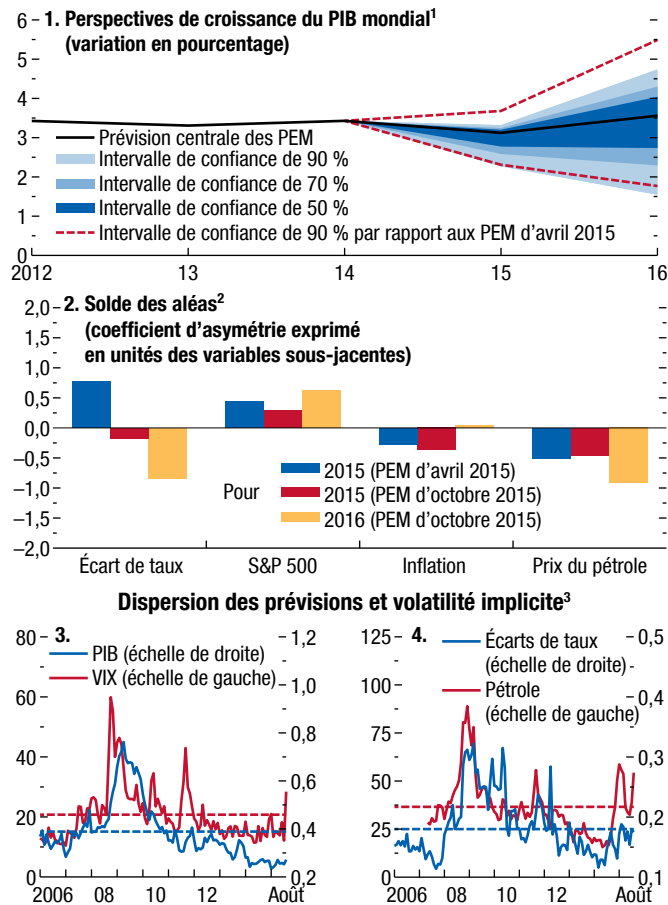 1. Perspectives de croissance du PIB mondial¹
(variation en pourcentage)
6
5
4
3
2
1
0
Prévision centrale des PEM
Intervalle de confiance de 90 %
Intervalle de confiance de 70 %
Intervalle de confiance de 50 %
Intervalle de confiance de 90 % par rapport aux PEM d'avril 2015
2012 13 14 15 16
2. Solde des aléas²
(coefficient d'asymétrie exprimé
en unités des variables sous-jacentes)
2,0
1,5
1,0
0,5
0,0
–0,5
–1,0
–1,5
–2,0
Pour
2015 (PEM d'avril 2015)
2015 (PEM d'octobre 2015)
2016 (PEM d'octobre 2015)
Écart de taux S&P 500 Inflation Prix du pétrole
Dispersion des prévisions et volatilité implicite³
3.
PIB (échelle de droite)
VIX (échelle de gauche)
80
60
40
20
0
1,2
1,0
0,8
0,6
0,4
0,2
2006 08 10 12 Août
4.
Écarts de taux
(échelle de droite)
Pétrole
(échelle de gauche)
125
100
75
50
25
0
0,5
0,4
0,3
0,2
0,1
2006 08 10 12 Août